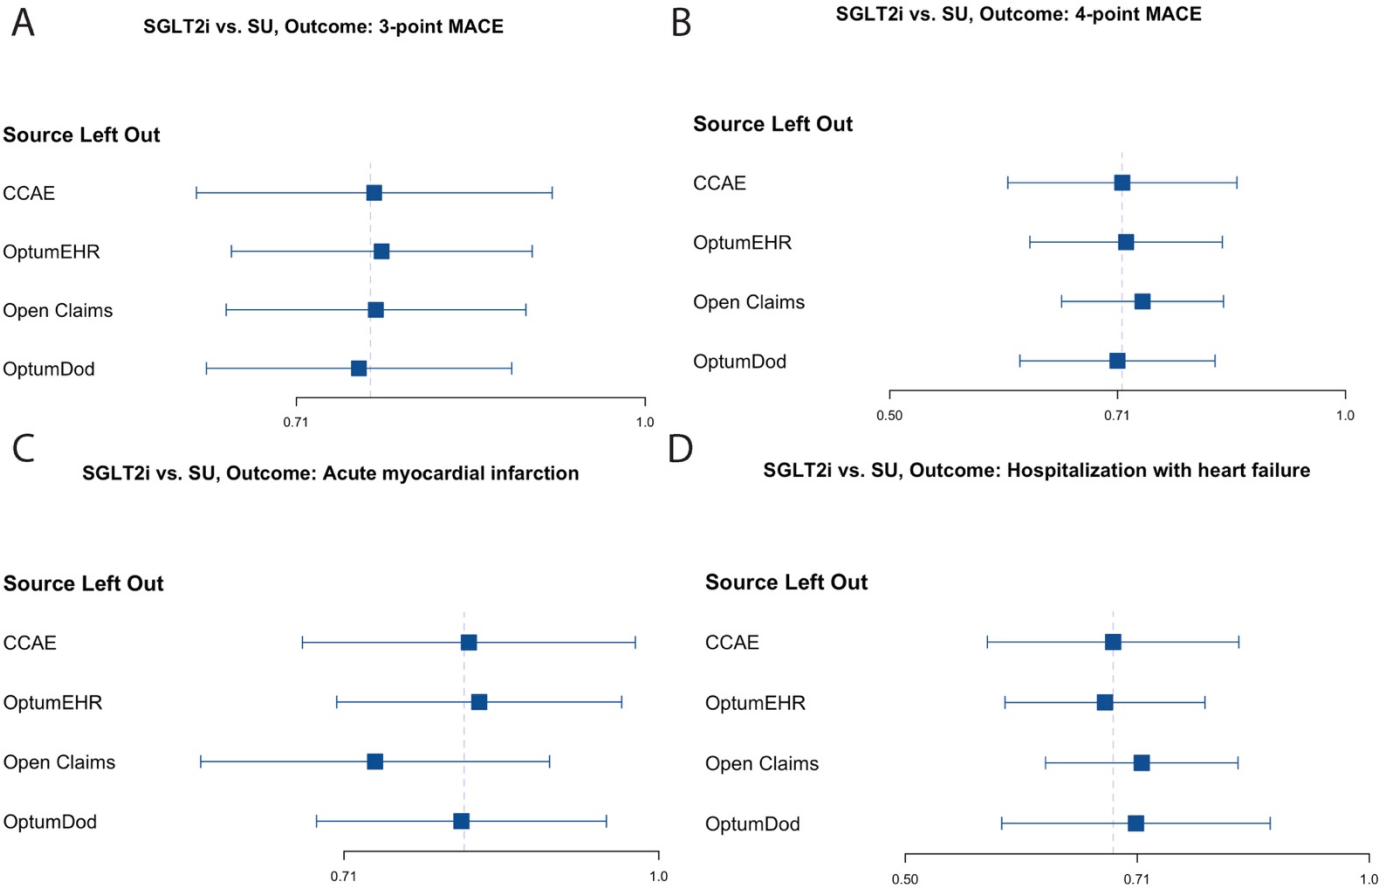 A
SGLT2i vs. SU, Outcome: 3-point MACE
Source Left Out
CCAE
OptumEHR
Open Claims
OptumDod
0.71 1.0
B
SGLT2i vs. SU, Outcome: 4-point MACE
Source Left Out
CCAE
OptumEHR
Open Claims
OptumDod
0.50 0.71 1.0
C
SGLT2i vs. SU, Outcome: Acute myocardial infarction
Source Left Out
CCAE
OptumEHR
Open Claims
OptumDod
0.71 1.0
D
SGLT2i vs. SU, Outcome: Hospitalization with heart failure
Source Left Out
CCAE
OptumEHR
Open Claims
OptumDod
0.50 0.71 1.0